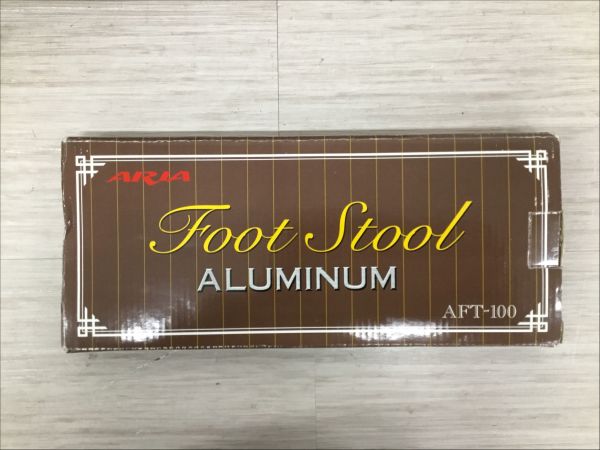 ARIA
Foot Stool
ALUMINUM
AFT-100